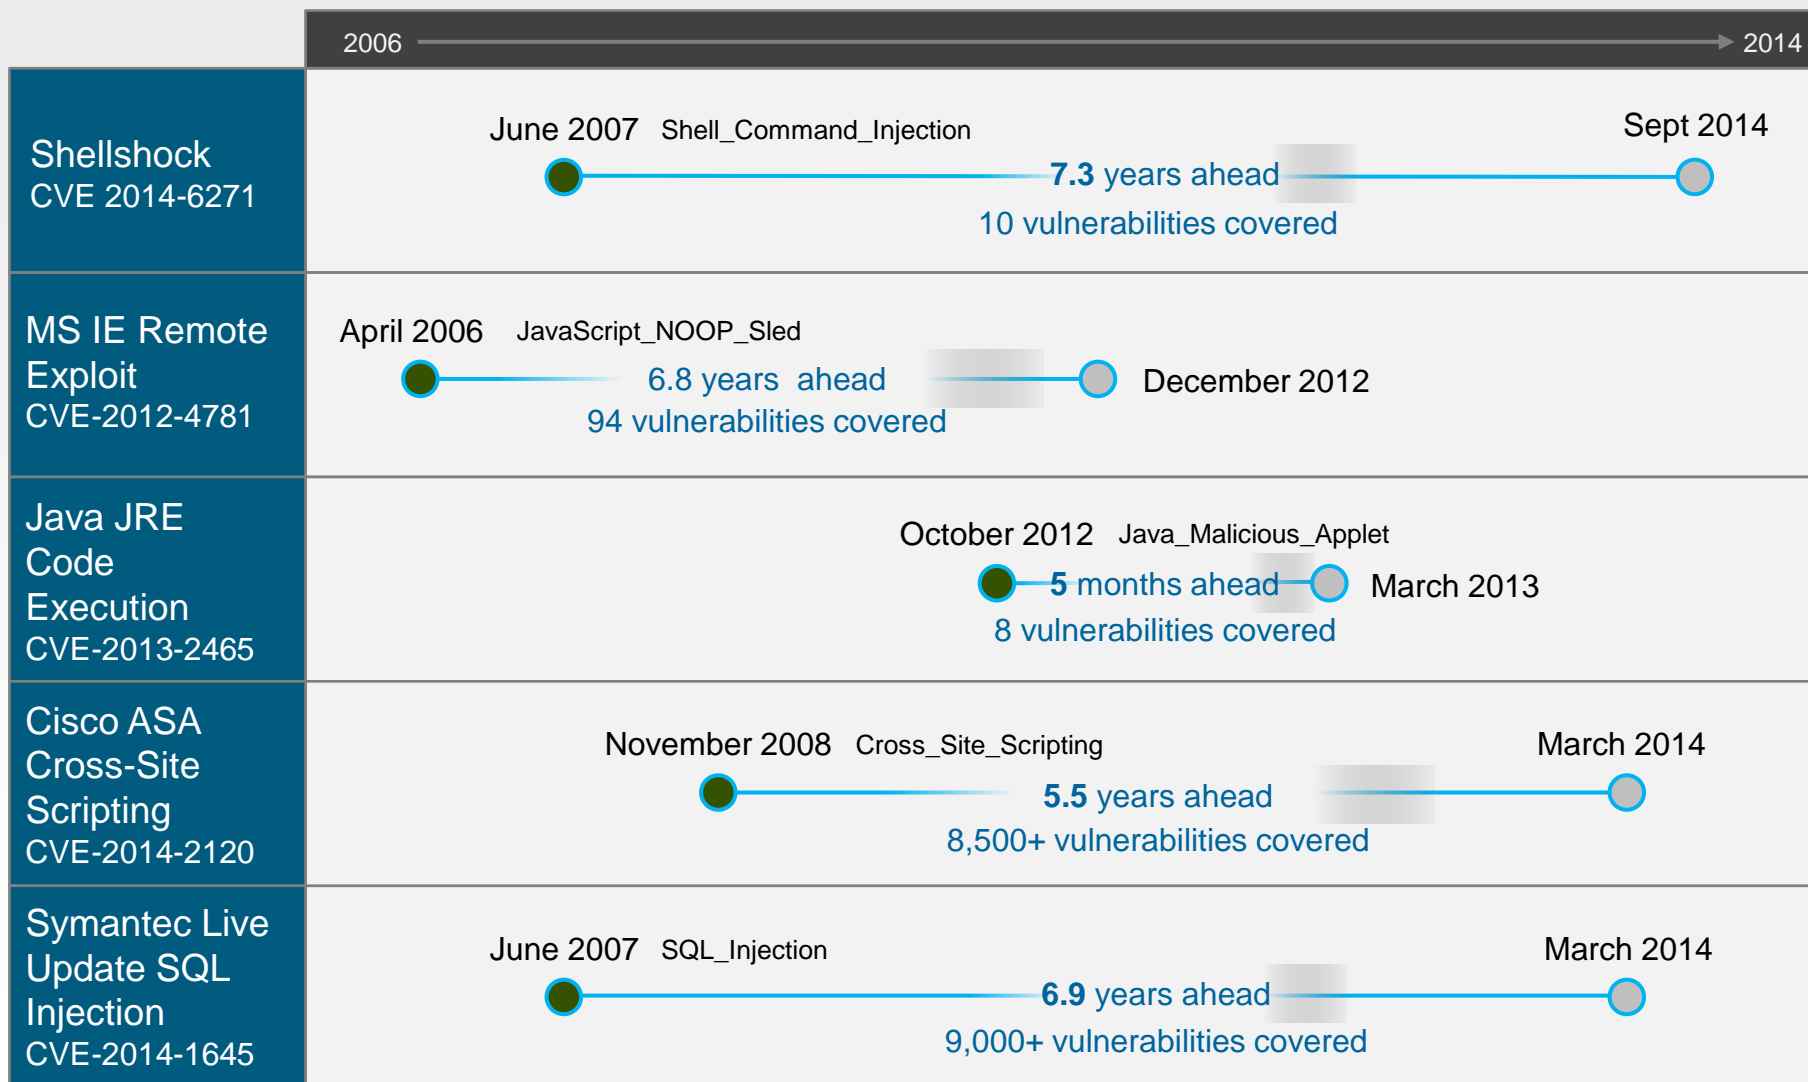 2006
2014
Shellshock
CVE 2014-6271
June 2007 Shell_Command_Injection
Sept 2014
7.3 years ahead
10 vulnerabilities covered
MS IE Remote
Exploit
CVE-2012-4781
April 2006 JavaScript_NOOP_Sled
6.8 years ahead
December 2012
94 vulnerabilities covered
Java JRE
Code
Execution
CVE-2013-2465
October 2012 Java_Malicious_Applet
5 months ahead
March 2013
8 vulnerabilities covered
Cisco ASA
Cross-Site
Scripting
CVE-2014-2120
November 2008 Cross_Site_Scripting
March 2014
5.5 years ahead
8,500+ vulnerabilities covered
Symantec Live
Update SQL
Injection
CVE-2014-1645
June 2007 SQL_Injection
March 2014
6.9 years ahead
9,000+ vulnerabilities covered